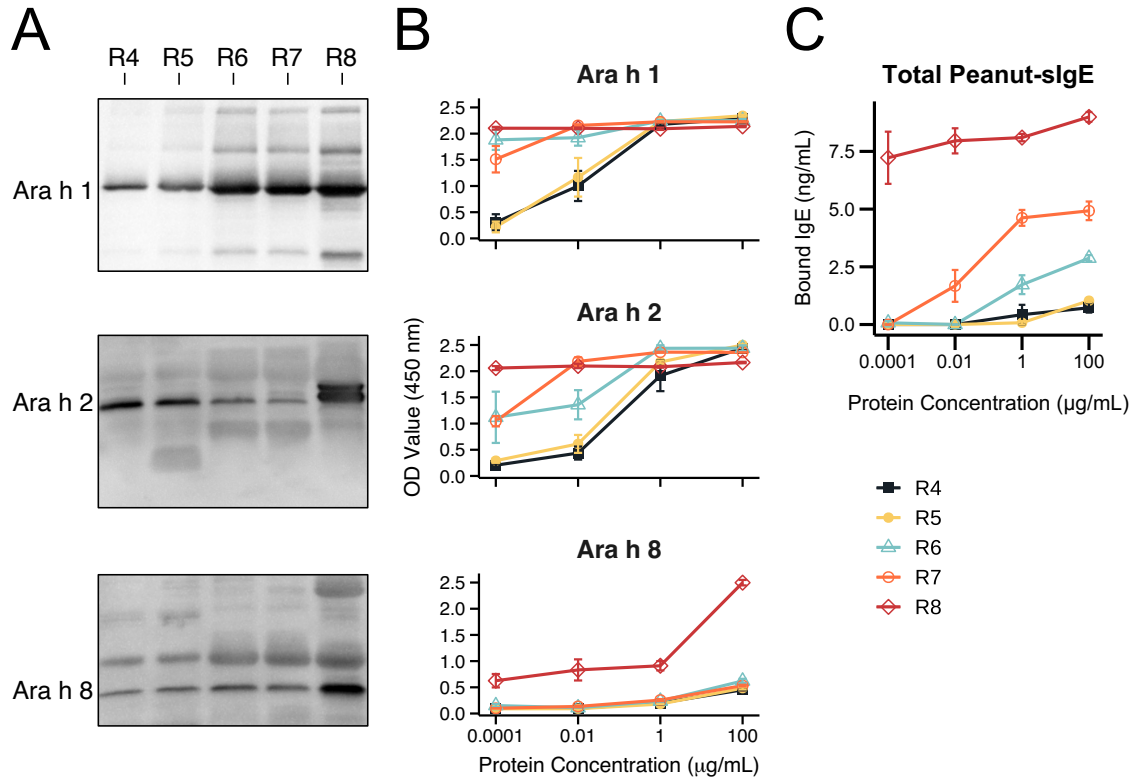 A
R4 R5 R6 R7 R8
Ara h 1
Ara h 2
Ara h 8
B
OD Value (450 nm)
Ara h 1
2.5
2.0
1.5
1.0
0.5
0.0
Ara h 2
2.5
2.0
1.5
1.0
0.5
0.0
Ara h 8
2.5
2.0
1.5
1.0
0.5
0.0
0.0001 0.01 1 100
Protein Concentration (μg/mL)
C
Total Peanut-sIgE
Bound IgE (ng/mL)
7.5
5.0
2.5
0.0
0.0001 0.01 1 100
Protein Concentration (µg/mL)
R4
R5
R6
R7
R8